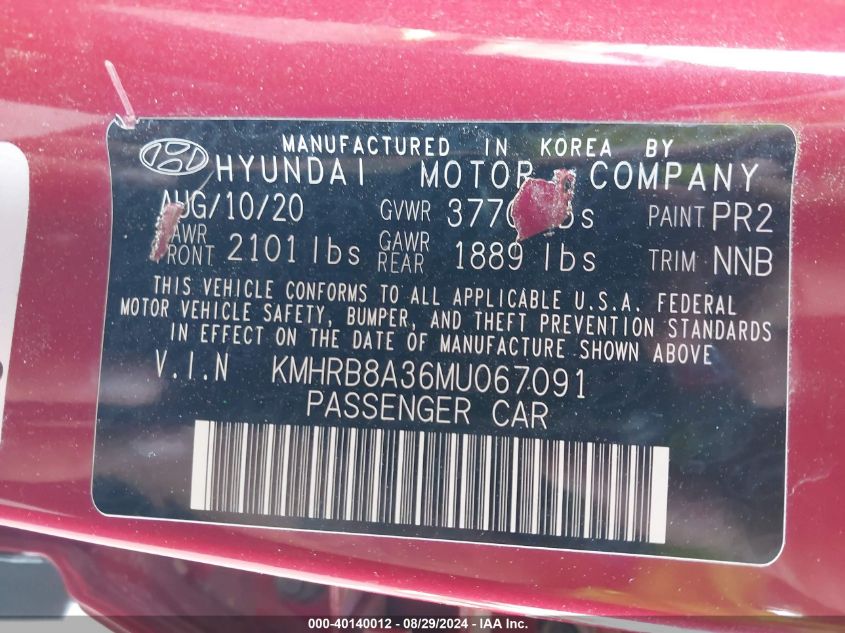 MANUFACTURED IN KOREA BY
HYUNDAI MOTOR COMPANY
AUG/10/20 GVWR PAINT PR2
FRONT 2101 lbs GAWR REAR 1889 lbs TRIM NNB
THIS VEHICLE CONFORMS TO ALL APPLICABLE U.S.A. FEDERAL
MOTOR VEHICLE SAFETY, BUMPER, AND THEFT PREVENTION STANDARDS
IN EFFECT ON THE DATE OF MANUFACTURE SHOWN ABOVE
V.I.N KMHRB8A36MU067091
PASSENGER CAR
000-40140012 - 08/29/2024 - IAA Inc.